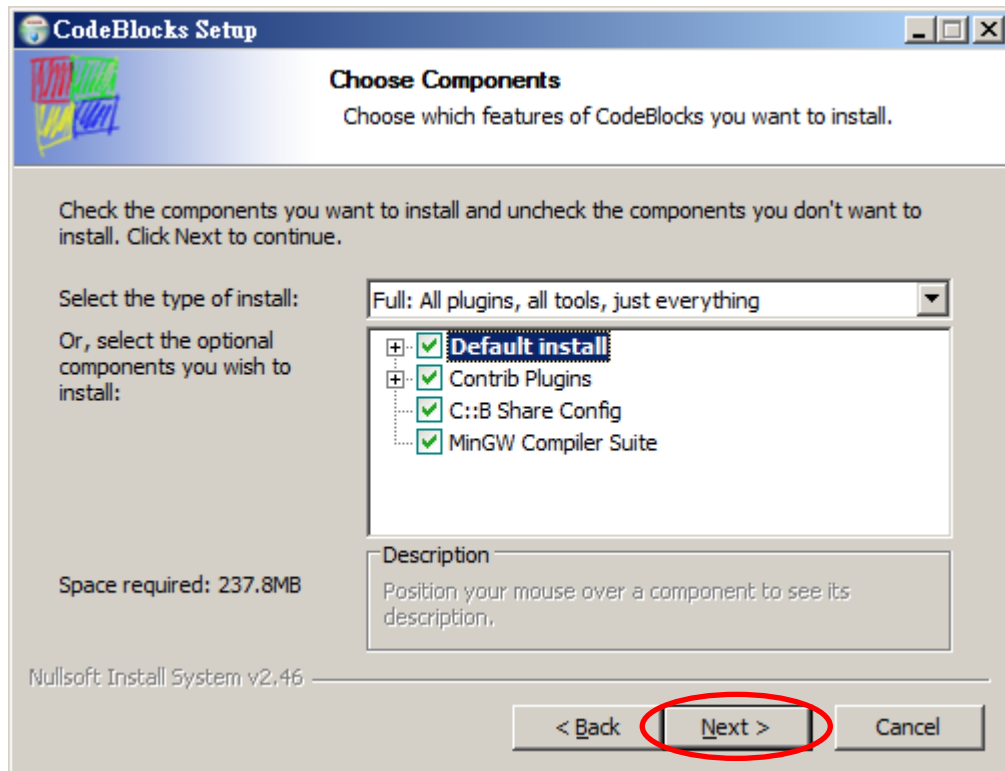 CodeBlocks Setup
Choose Components
Choose which features of CodeBlocks you want to install.
Check the components you want to install and uncheck the components you don't want to
install. Click Next to continue.
Select the type of install:
Full: All plugins, all tools, just everything
Or, select the optional
components you wish to
install:
Default install
Contrib Plugins
C::B Share Config
MinGW Compiler Suite
Space required: 237.8MB
Description
Position your mouse over a component to see its
description.
Nullsoft Install System v2.46
< Back
Next >
Cancel